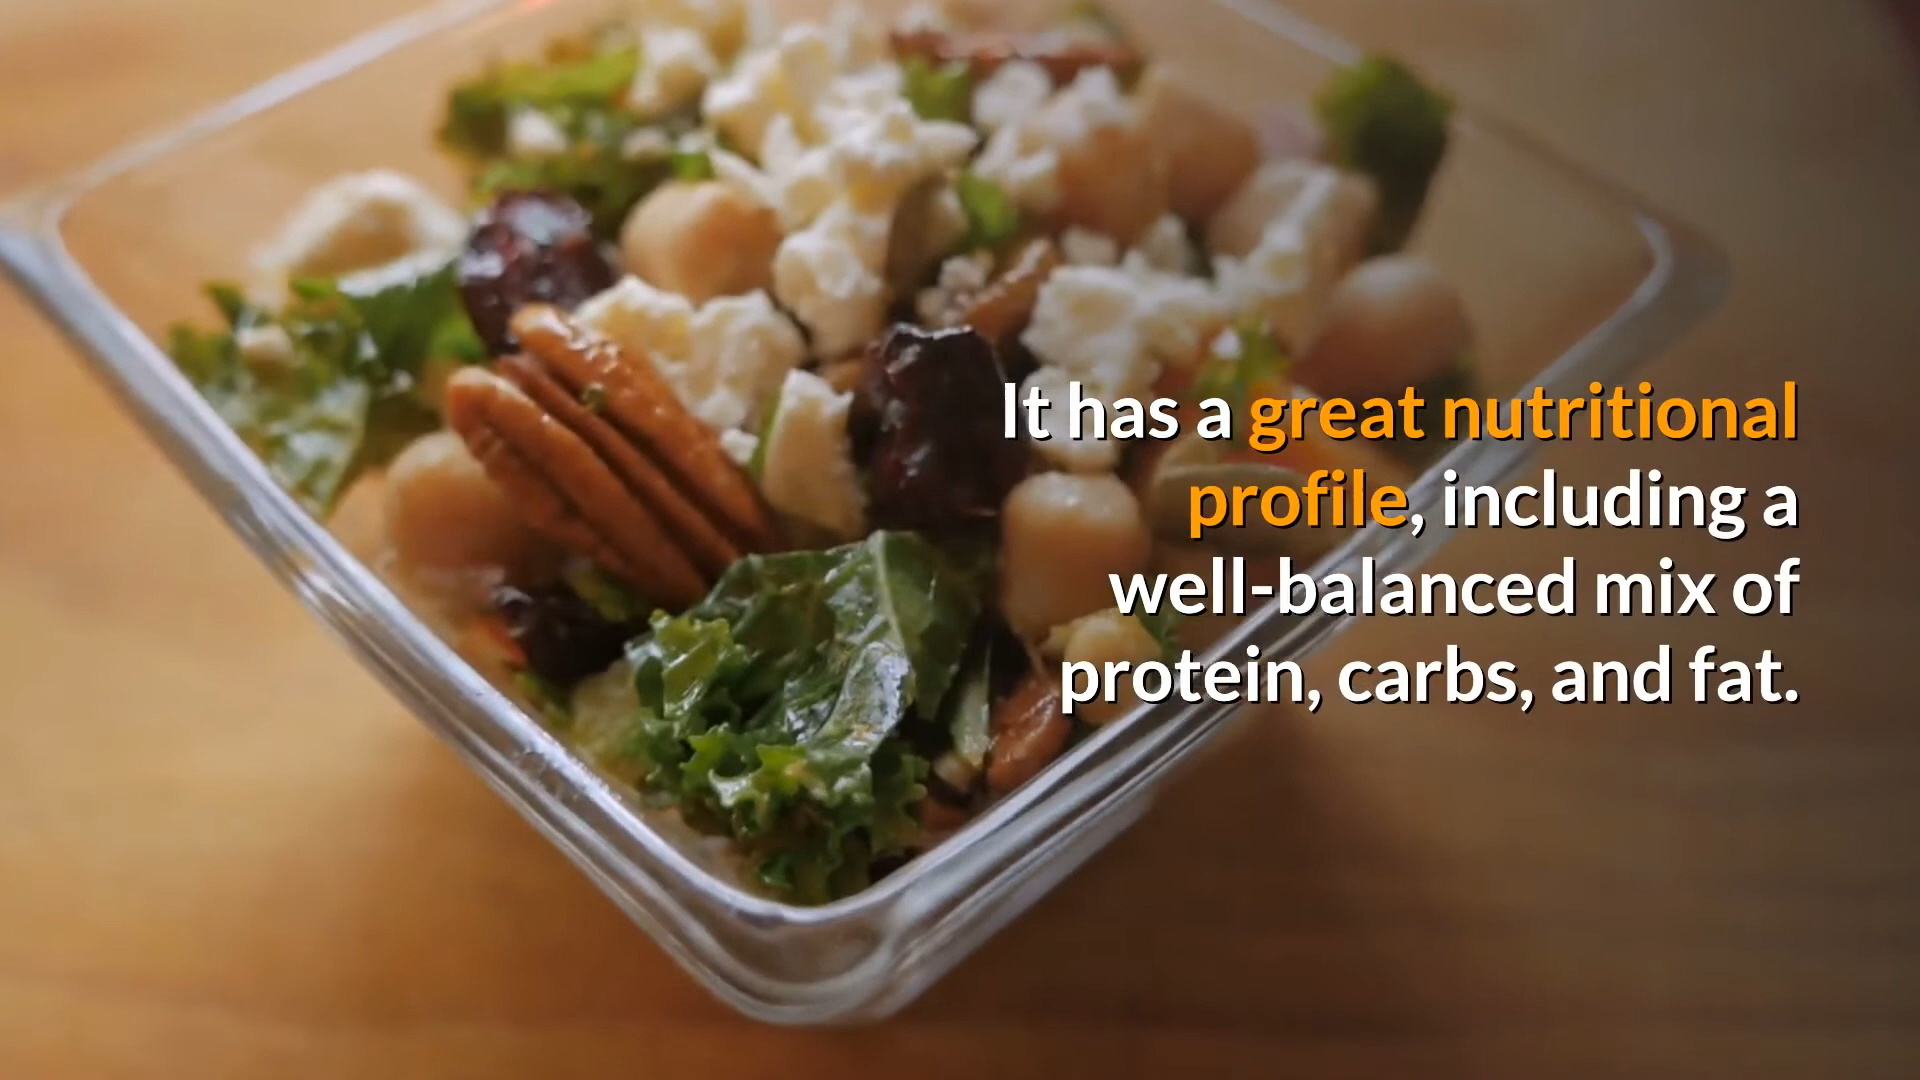 It has a great nutritional
profile, including a
well-balanced mix of
protein, carbs, and fat.